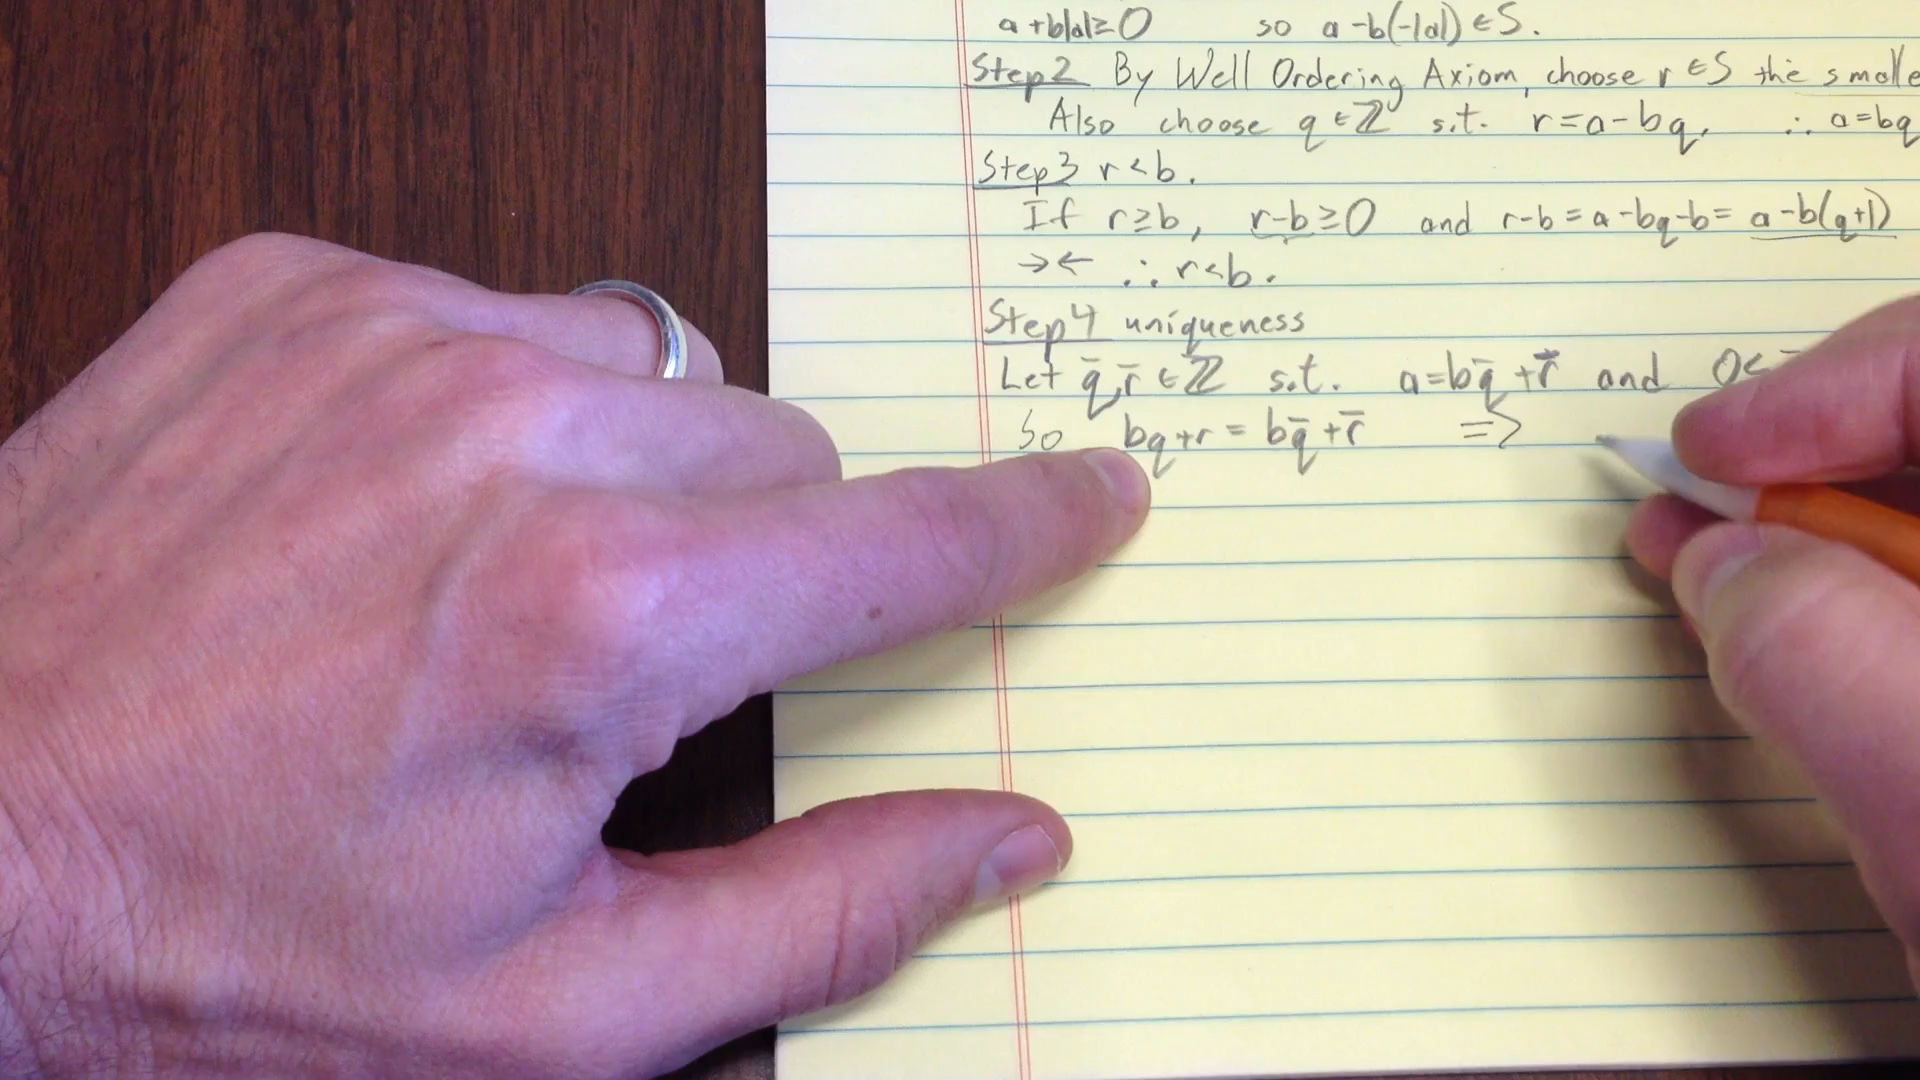 a+b|a|≥0 so a-b(-|a|)∈S.
Step 2 By Well Ordering Axiom, choose r∈S the smalle
Also choose q∈ℤ s.t. r=a-bq, ∴ a=bq
Step 3 r<b.
If r≥b, r-b≥0 and r-b=a-bq-b=a-b(q+1)
→← ∴ r<b.
Step 4 uniqueness
Let q̄, r̄∈ℤ s.t. a=bq̄+r̄ and 0≤
So bq+r=bq̄+r̄ =>